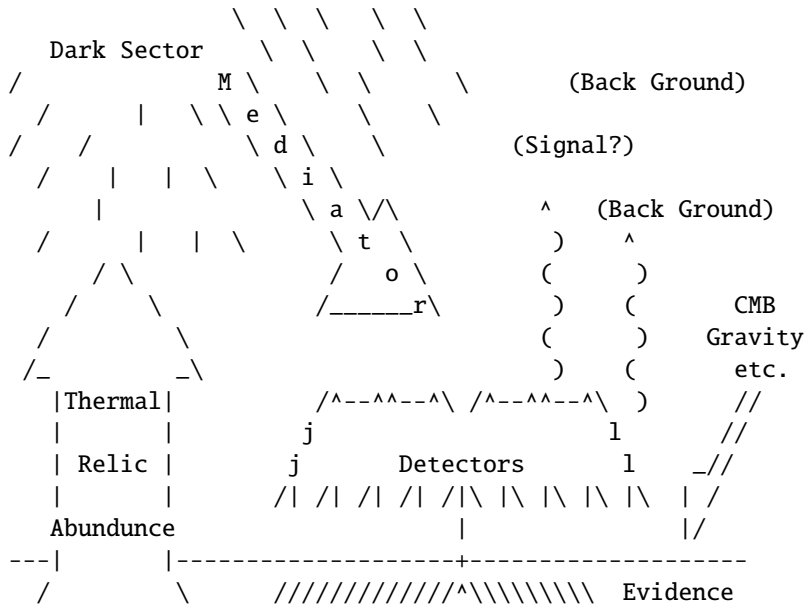 Dark Sector
Mediator
(Back Ground)
(Signal?)
(Back Ground)
CMB
Gravity
etc.
Thermal
Relic
Abundunce
j l
j Detectors l
Evidence